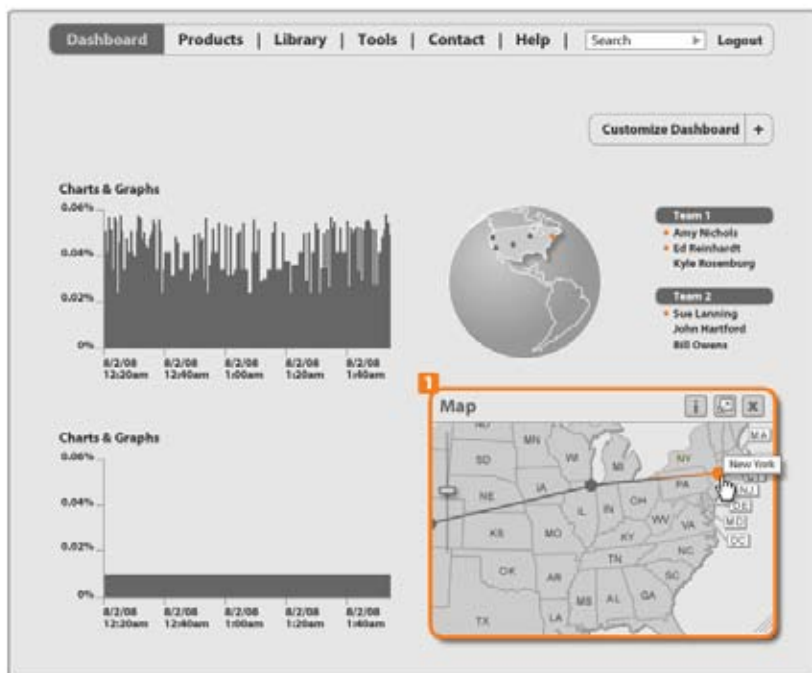 Dashboard Products | Library | Tools | Contact | Help | Search Logout
Customize Dashboard +
Charts & Graphs
0.06%
0.04%
0.02%
0%
8/2/08 8/2/08 8/2/08 8/2/08 8/2/08
12:20am 12:40am 1:00am 1:20am 1:40am
Team 1
Amy Nichols
Ed Reinhardt
Kyle Rosenburg
Team 2
Sue Lanning
John Hartford
Bill Owens
Charts & Graphs
0.06%
0.04%
0.02%
0%
8/2/08 8/2/08 8/2/08 8/2/08 8/2/08
12:20am 12:40am 1:00am 1:20am 1:40am
1
Map i x
MN WI MI NY MA
New York
SD PA
NE IA IL IN OH NJ
DE
MD
WV VA DC
KS MO KY
NC
TN
OK AR SC
MS AL GA
TX LA